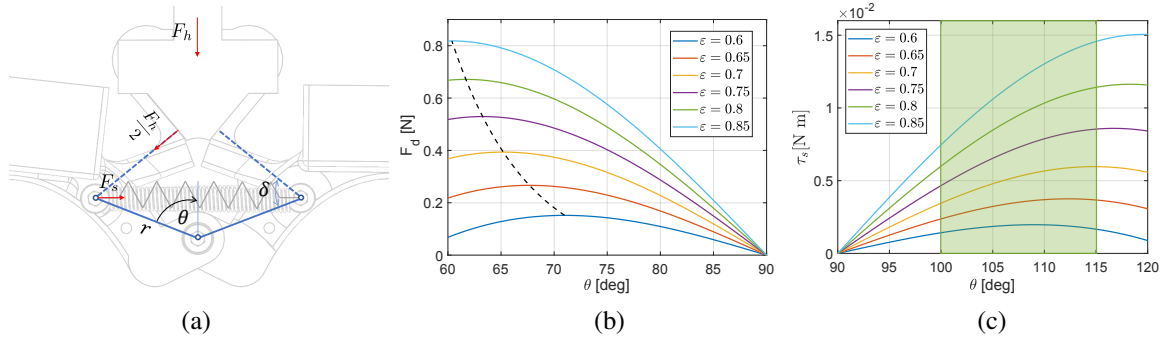 F_h
F_h
2
F_s
θ
δ
r
(a)
F_d [N]
0.8
0.6
0.4
0.2
0
60
65
70
75
80
85
90
θ [deg]
ε = 0.6
ε = 0.65
ε = 0.7
ε = 0.75
ε = 0.8
ε = 0.85
(b)
×10⁻²
τ_s[N m]
1.5
1
0.5
0
90
95
100
105
110
115
120
θ [deg]
ε = 0.6
ε = 0.65
ε = 0.7
ε = 0.75
ε = 0.8
ε = 0.85
(c)